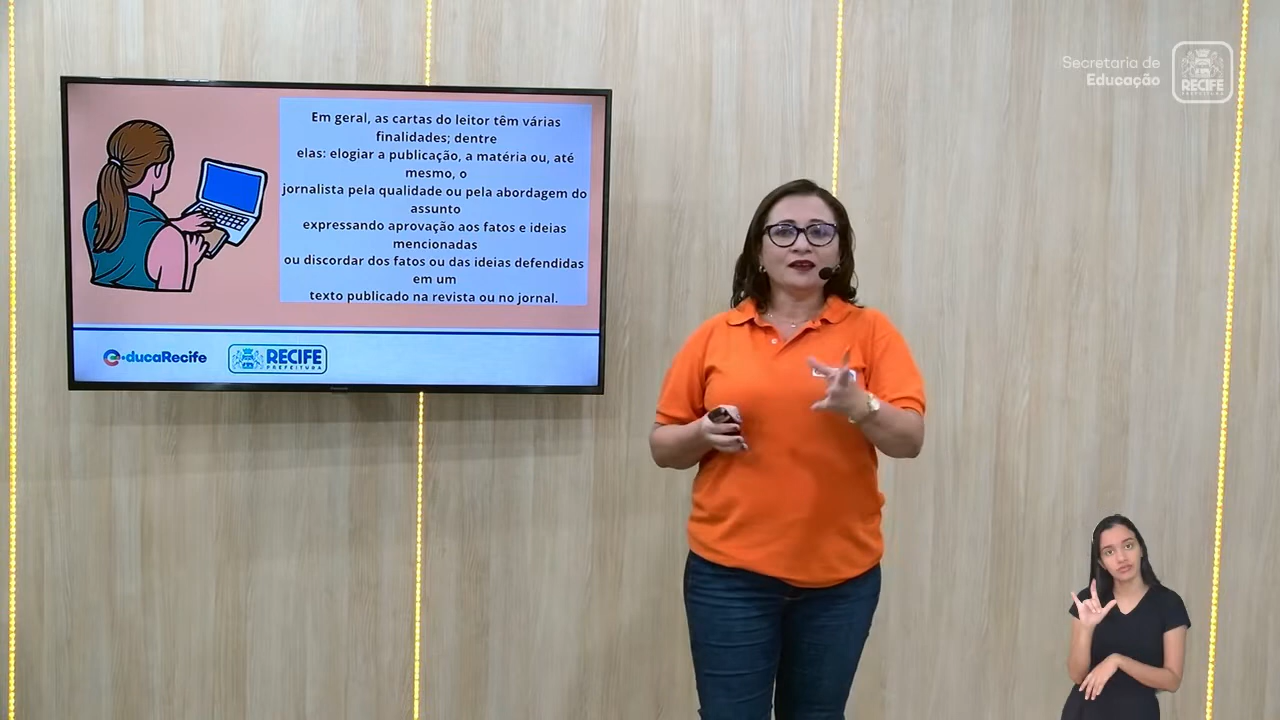 Secretaria de
Educação
RECIFE
PREFEITURA
Em geral, as cartas do leitor têm várias
finalidades; dentre
elas: elogiar a publicação, a matéria ou, até
mesmo, o
jornalista pela qualidade ou pela abordagem do
assunto
expressando aprovação aos fatos e ideias
mencionadas
ou discordar dos fatos ou das ideias defendidas
em um
texto publicado na revista ou no jornal.
ducaRecife
RECIFE
PREFEITURA